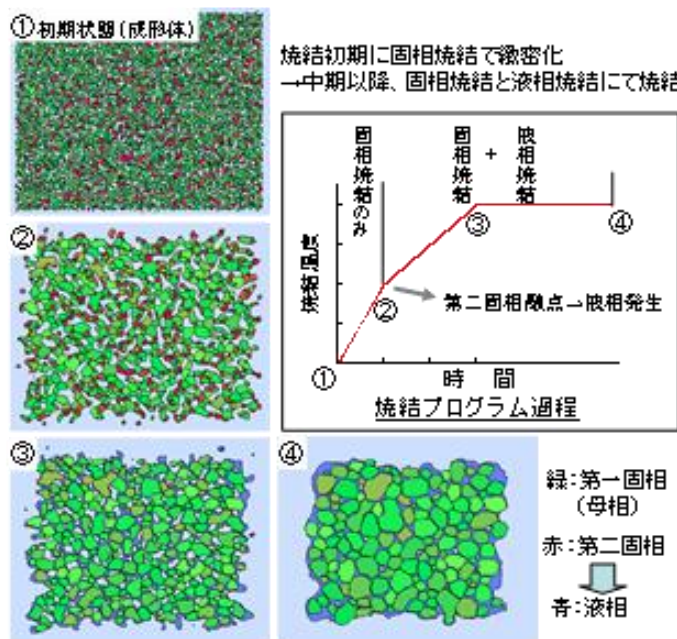 ①初期状態(成形体)
焼結初期に固相焼結で緻密化
→中期以降、固相焼結と液相焼結にて焼結
固相焼結のみ
固相焼結
+
液相焼結
焼結温度
③
④
②
第二固相融点→液相発生
①
時 間
焼結プログラム過程
②
③
④
緑:第一固相
(母相)
赤:第二固相
青:液相